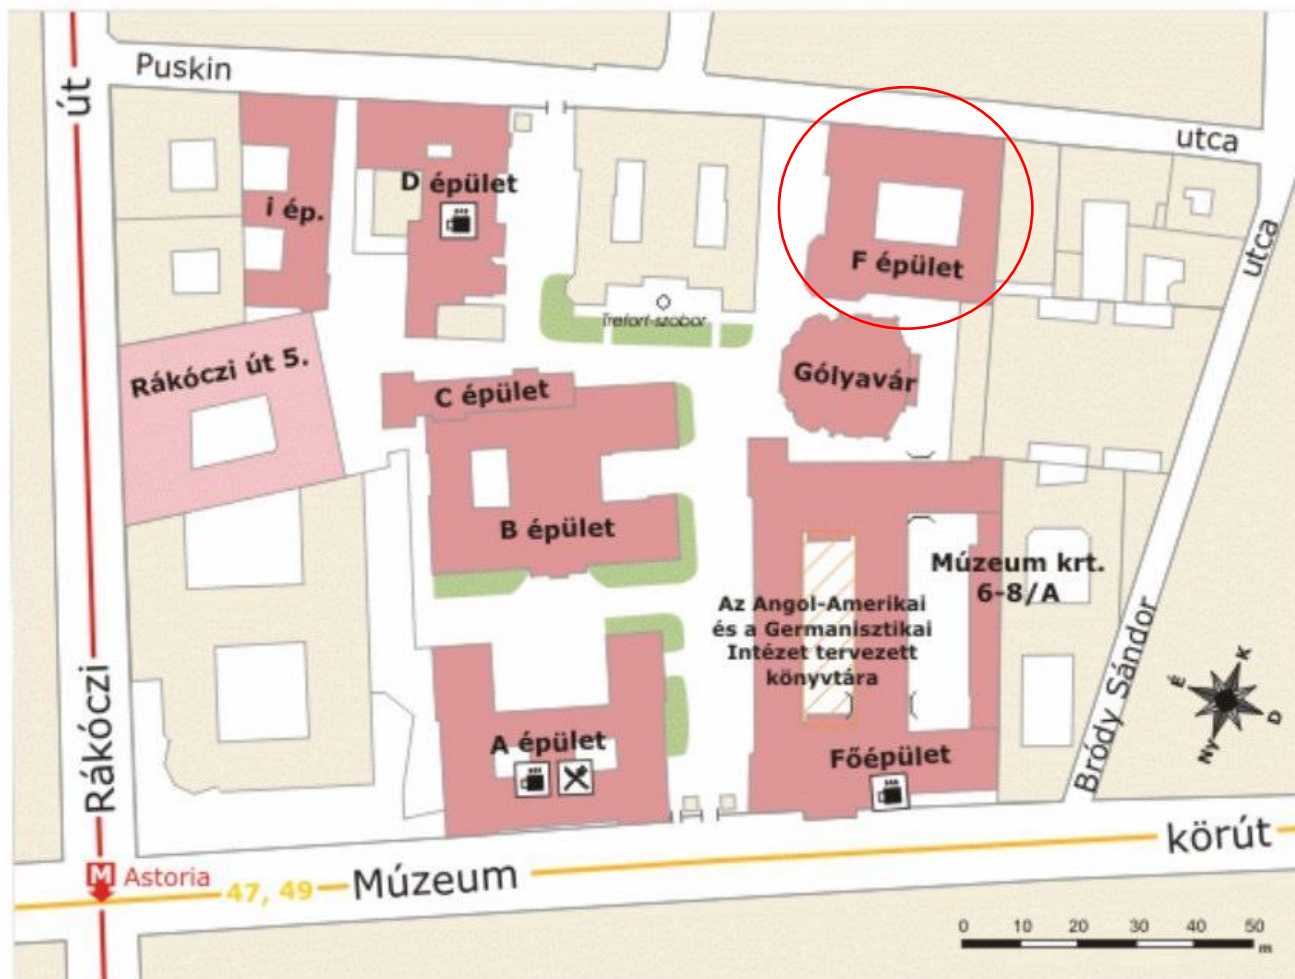 Puskin
utca
út
D épület
i ép.
F épület
utca
Trefort-szobor
Rákóczi út 5.
Gólyavár
C épület
B épület
Múzeum krt.
6-8/A
Az Angol-Amerikai
és a Germanisztikai
Intézet tervezett
könyvtára
É
K
D
Ny
Bródy Sándor
Rákóczi
A épület
Főépület
körút
M Astoria
47, 49
Múzeum
0 10 20 30 40 50
m